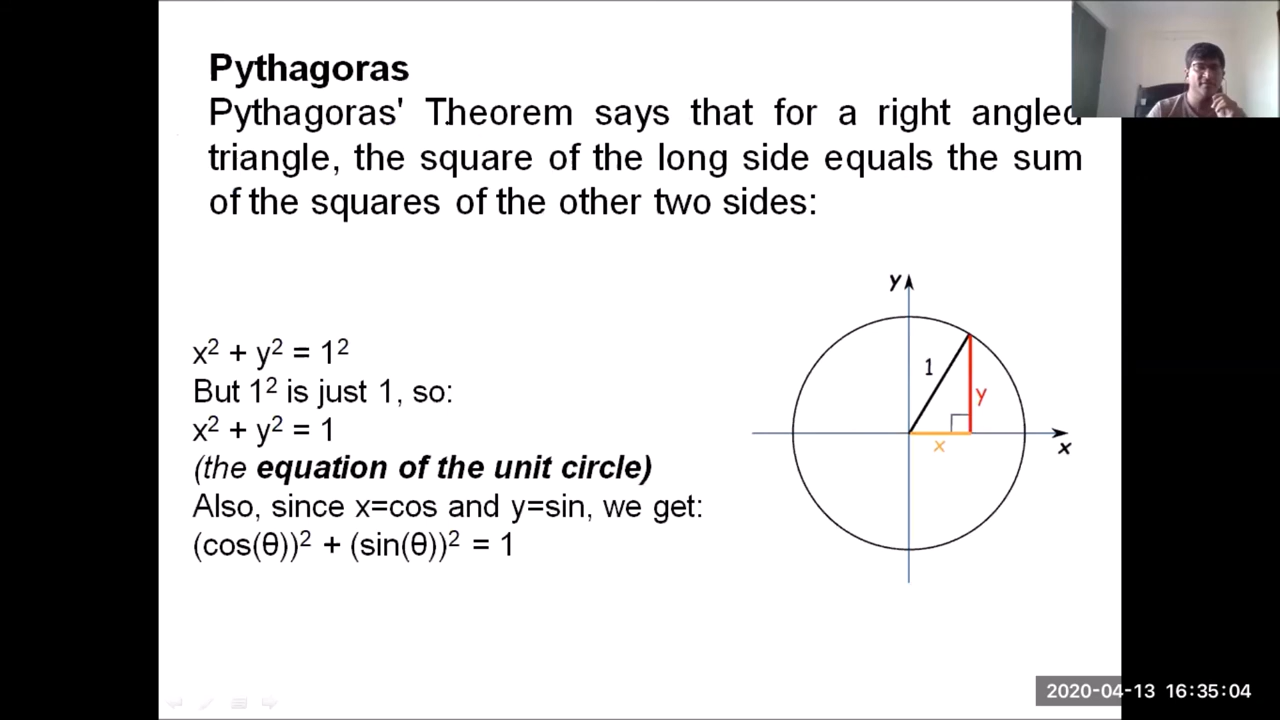 Pythagoras
Pythagoras' Theorem says that for a right angled
triangle, the square of the long side equals the sum
of the squares of the other two sides:
x² + y² = 1²
But 1² is just 1, so:
x² + y² = 1
(the equation of the unit circle)
Also, since x=cos and y=sin, we get:
(cos(θ))² + (sin(θ))² = 1
y
1
y
x
x
2020-04-13 16:35:04